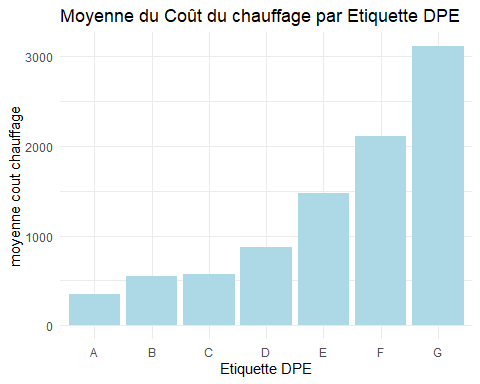 Moyenne du Coût du chauffage par Etiquette DPE
moyenne cout chauffage
3000
2000
1000
0
A B C D E F G
Etiquette DPE